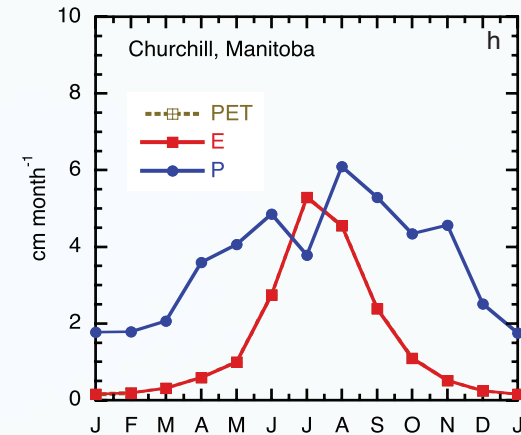 10
8
6
4
2
0
cm month-1
Churchill, Manitoba
h
PET
E
P
J F M A M J J A S O N D J